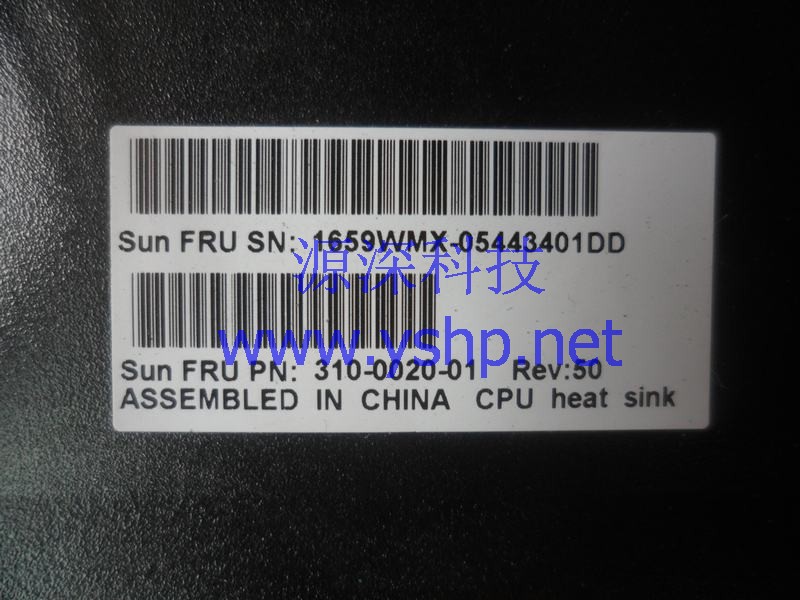 Sun FRU SN: 1659WMX-05443401DD
源深科技
www.yshp.net
Sun FRU PN: 310-0020-01 Rev:50
ASSEMBLED IN CHINA CPU heat sink